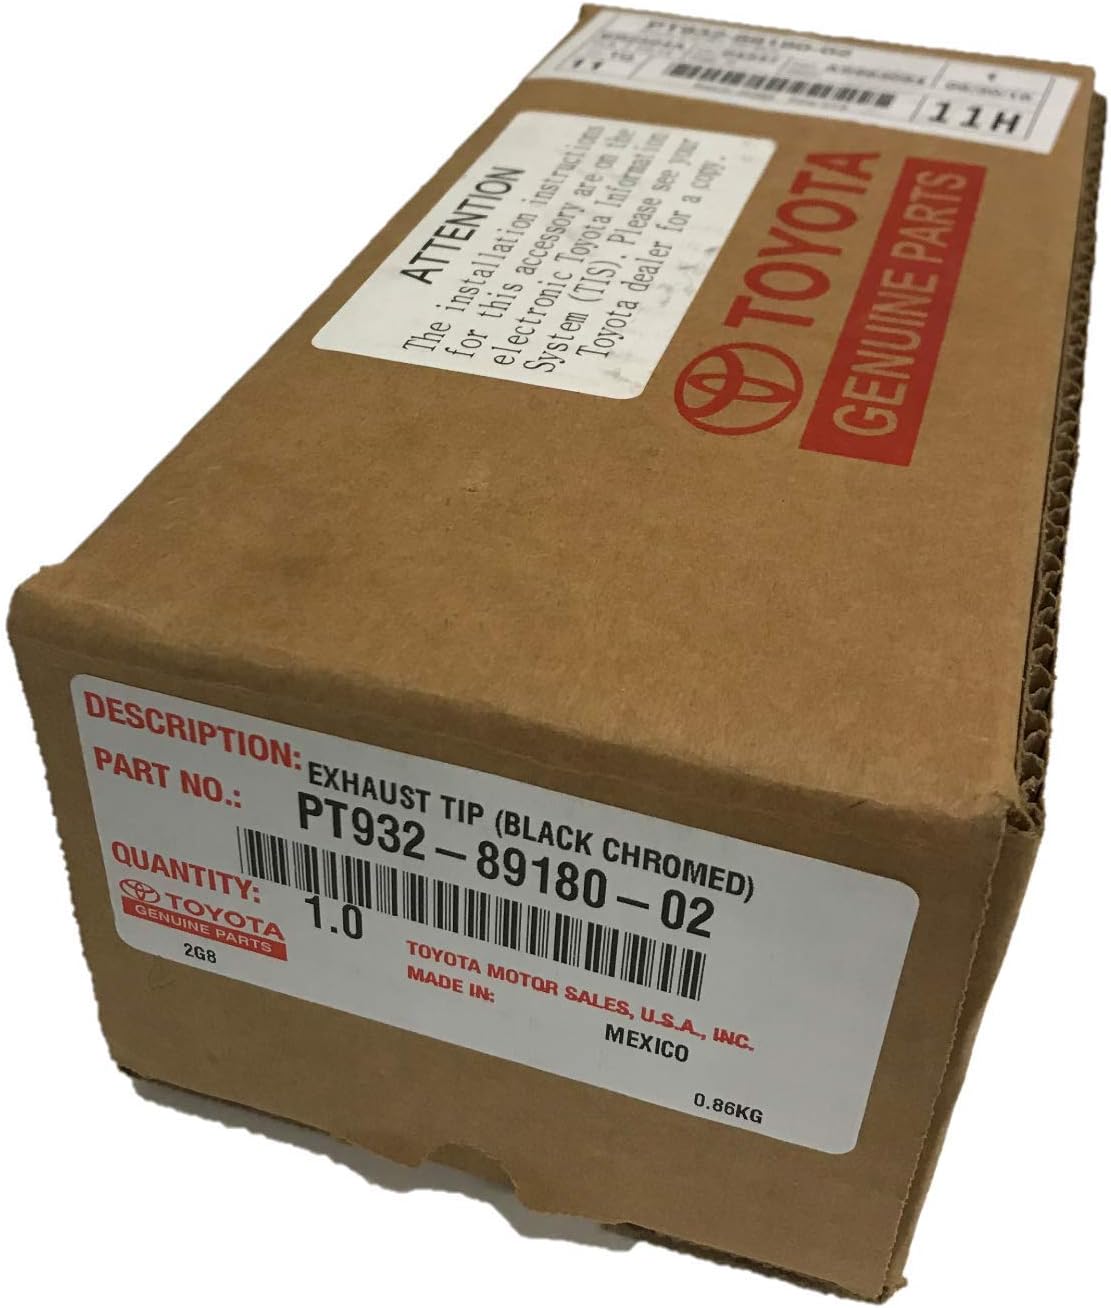 PT932-89180-02
1
11
11H
ATTENTION
The installation instructions
for this accessory are on the
electronic Toyota Information
System (TIS). Please see your
Toyota dealer for a copy.
TOYOTA
GENUINE PARTS
DESCRIPTION: EXHAUST TIP (BLACK CHROMED)
PART NO.: PT932-89180-02
QUANTITY: 1.0
TOYOTA
GENUINE PARTS
2G8
TOYOTA MOTOR SALES, U.S.A., INC.
MADE IN: MEXICO
0.86KG